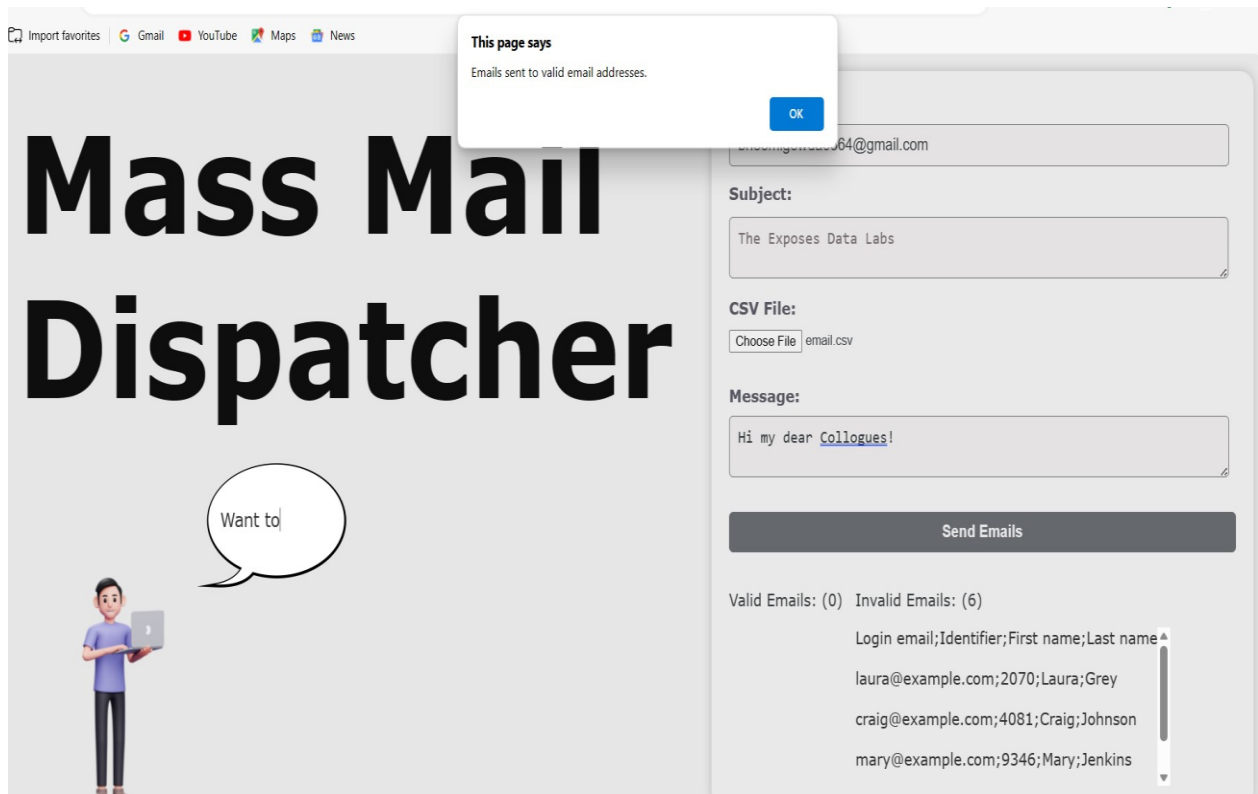 Import favorites Gmail YouTube Maps News
This page says
Emails sent to valid email addresses.
OK
Mass Mail
Dispatcher
Want to
64@gmail.com
Subject:
The Exposes Data Labs
CSV File:
Choose File email.csv
Message:
Hi my dear Collogues!
Send Emails
Valid Emails: (0) Invalid Emails: (6)
Login email;Identifier;First name;Last name
laura@example.com;2070;Laura;Grey
craig@example.com;4081;Craig;Johnson
mary@example.com;9346;Mary;Jenkins